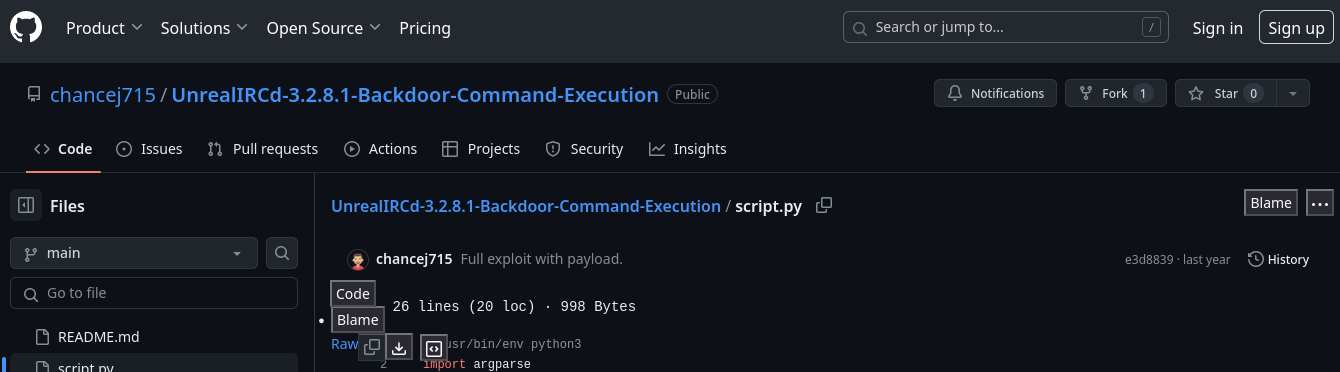 Product Solutions Open Source Pricing Search or jump to... / Sign in Sign up
chancej715 / UnrealIRCd-3.2.8.1-Backdoor-Command-Execution Public Notifications Fork 1 Star 0
Code Issues Pull requests Actions Projects Security Insights
Files
UnrealIRCd-3.2.8.1-Backdoor-Command-Execution / script.py Blame ...
main
chancej715 Full exploit with payload. e3d8839 · last year History
Go to file
Code
26 lines (20 loc) · 998 Bytes
• Blame
README.md
Raw usr/bin/env python3
script.py
2 import argparse